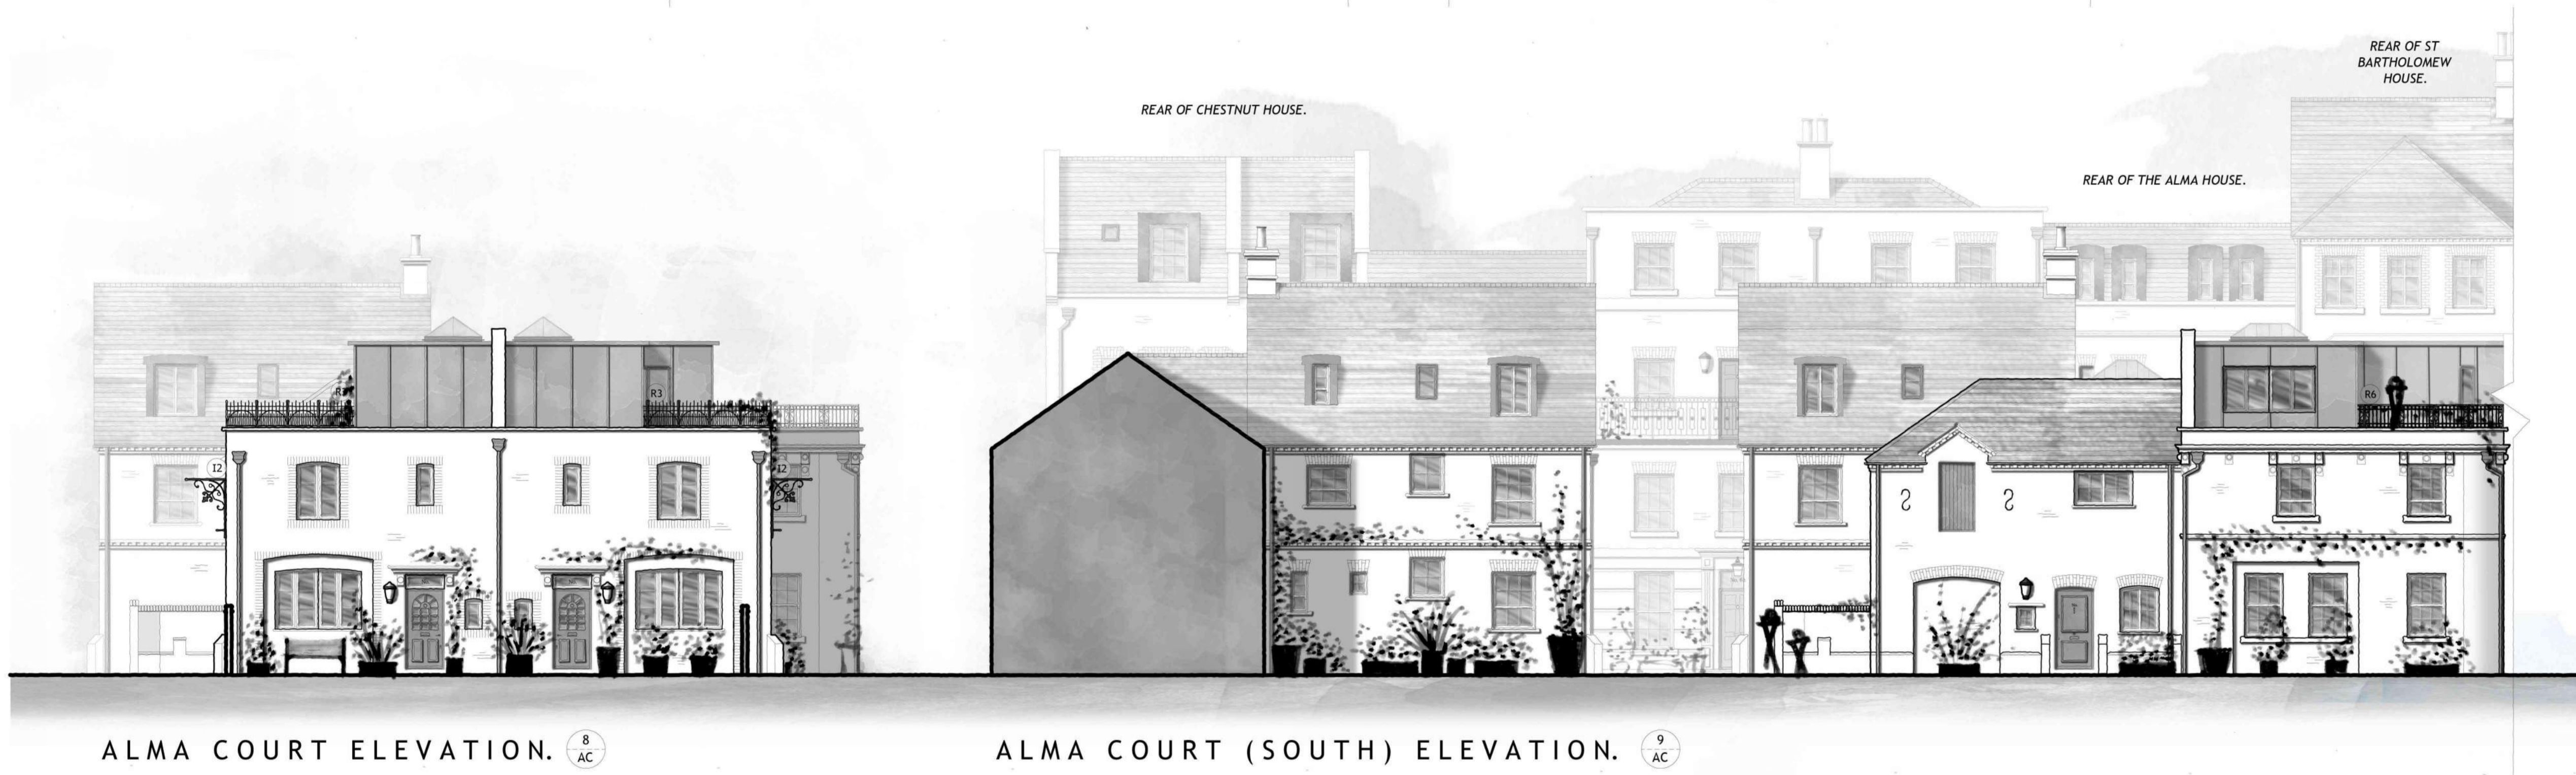 REAR OF ST
BARTHOLOMEW
HOUSE.
REAR OF CHESTNUT HOUSE.
REAR OF THE ALMA HOUSE.
R3
R6
I2
I2
ALMA COURT ELEVATION.
8
AC
ALMA COURT (SOUTH) ELEVATION.
9
AC